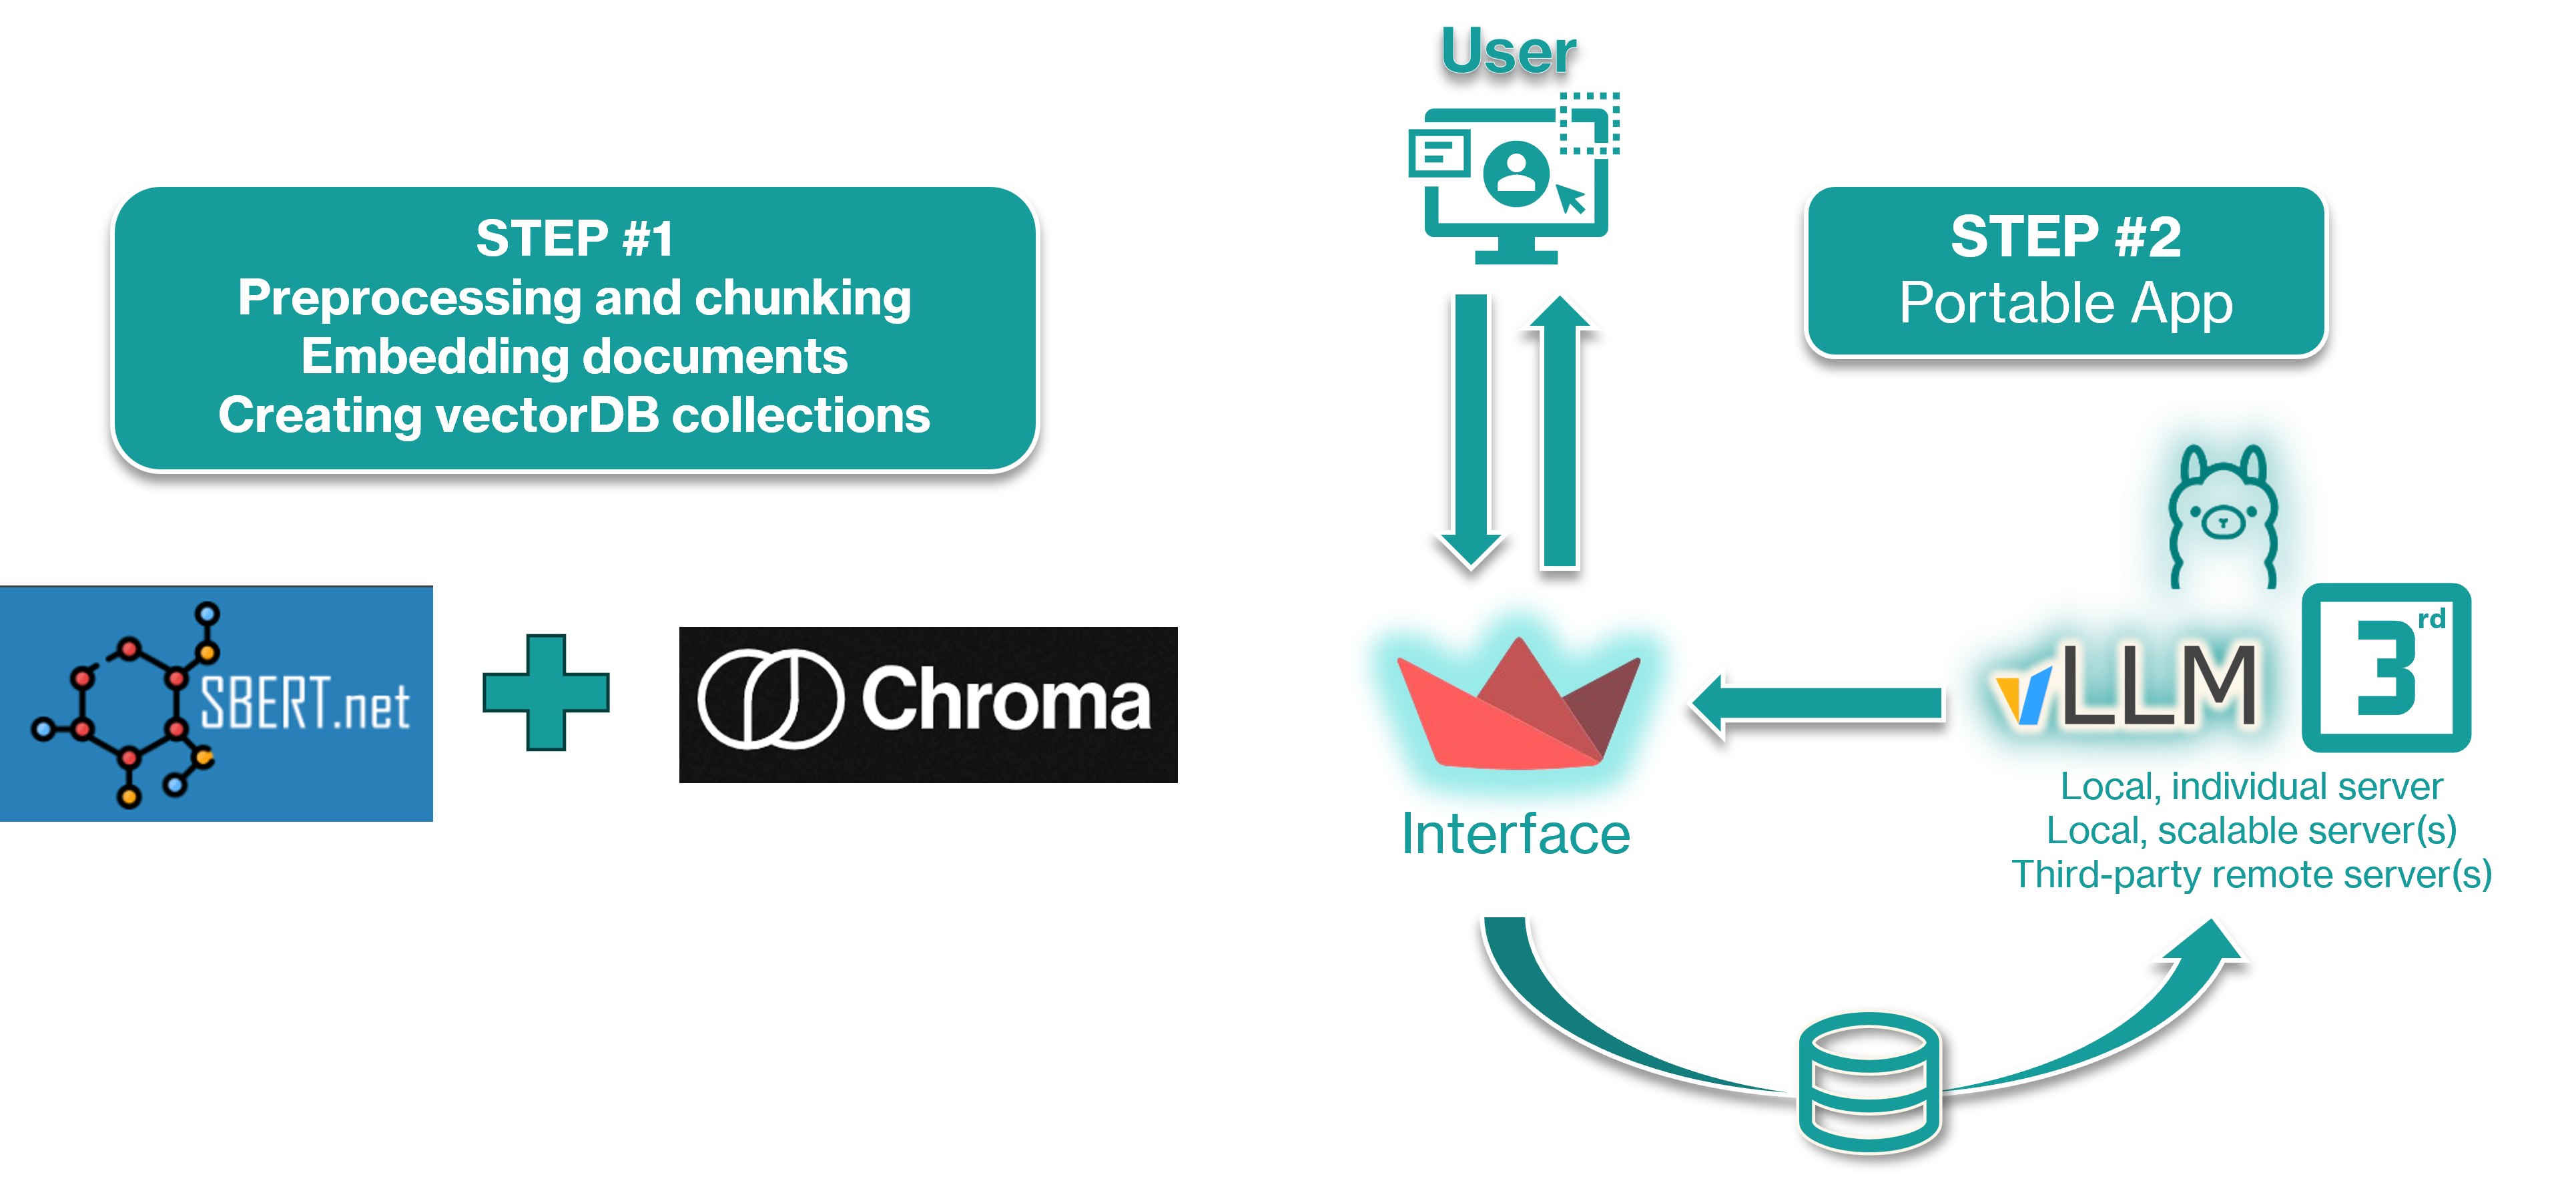 User
STEP #1
Preprocessing and chunking
Embedding documents
Creating vectorDB collections
STEP #2
Portable App
SBERT.net
Chroma
Interface
vLLM
3rd
Local, individual server
Local, scalable server(s)
Third-party remote server(s)